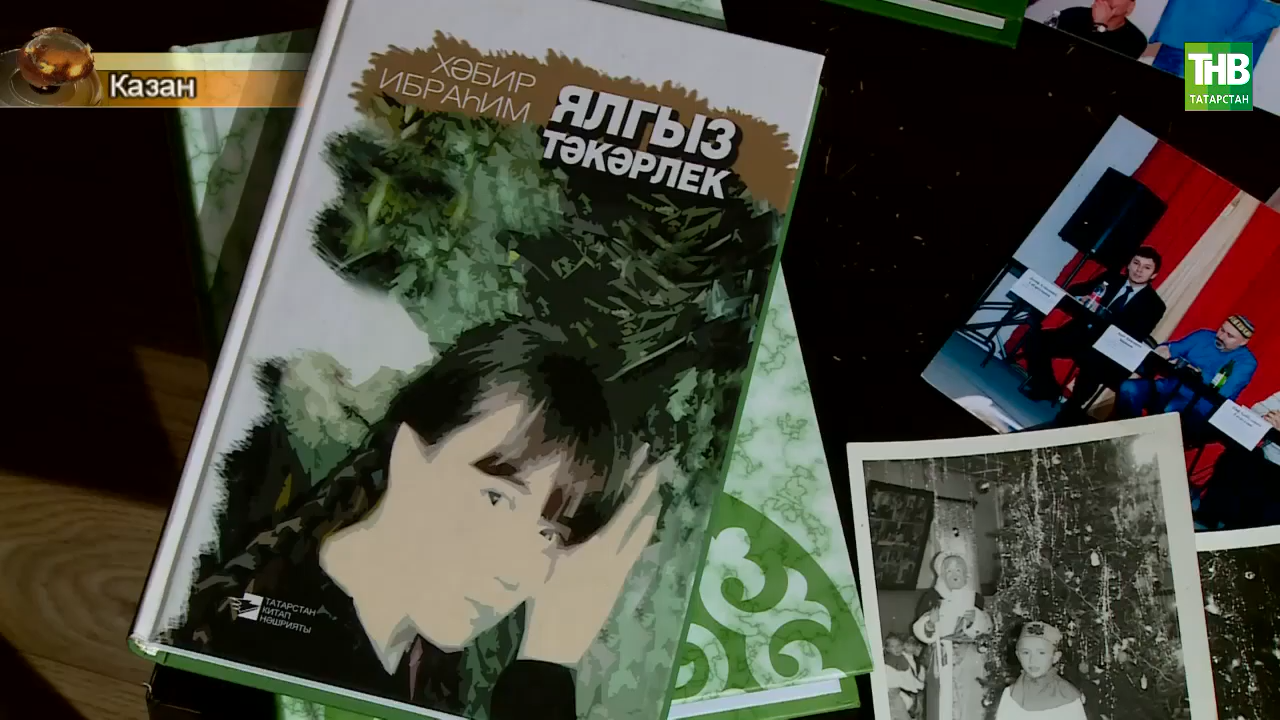 Казан
ТНВ
ТАТАРСТАН
ХӘБИР
ИБРАҺИМ
ЯЛГЫЗ
ТӘКӘРЛЕК
ТАТАРСТАН
КИТАП
НӘШРИЯТЫ